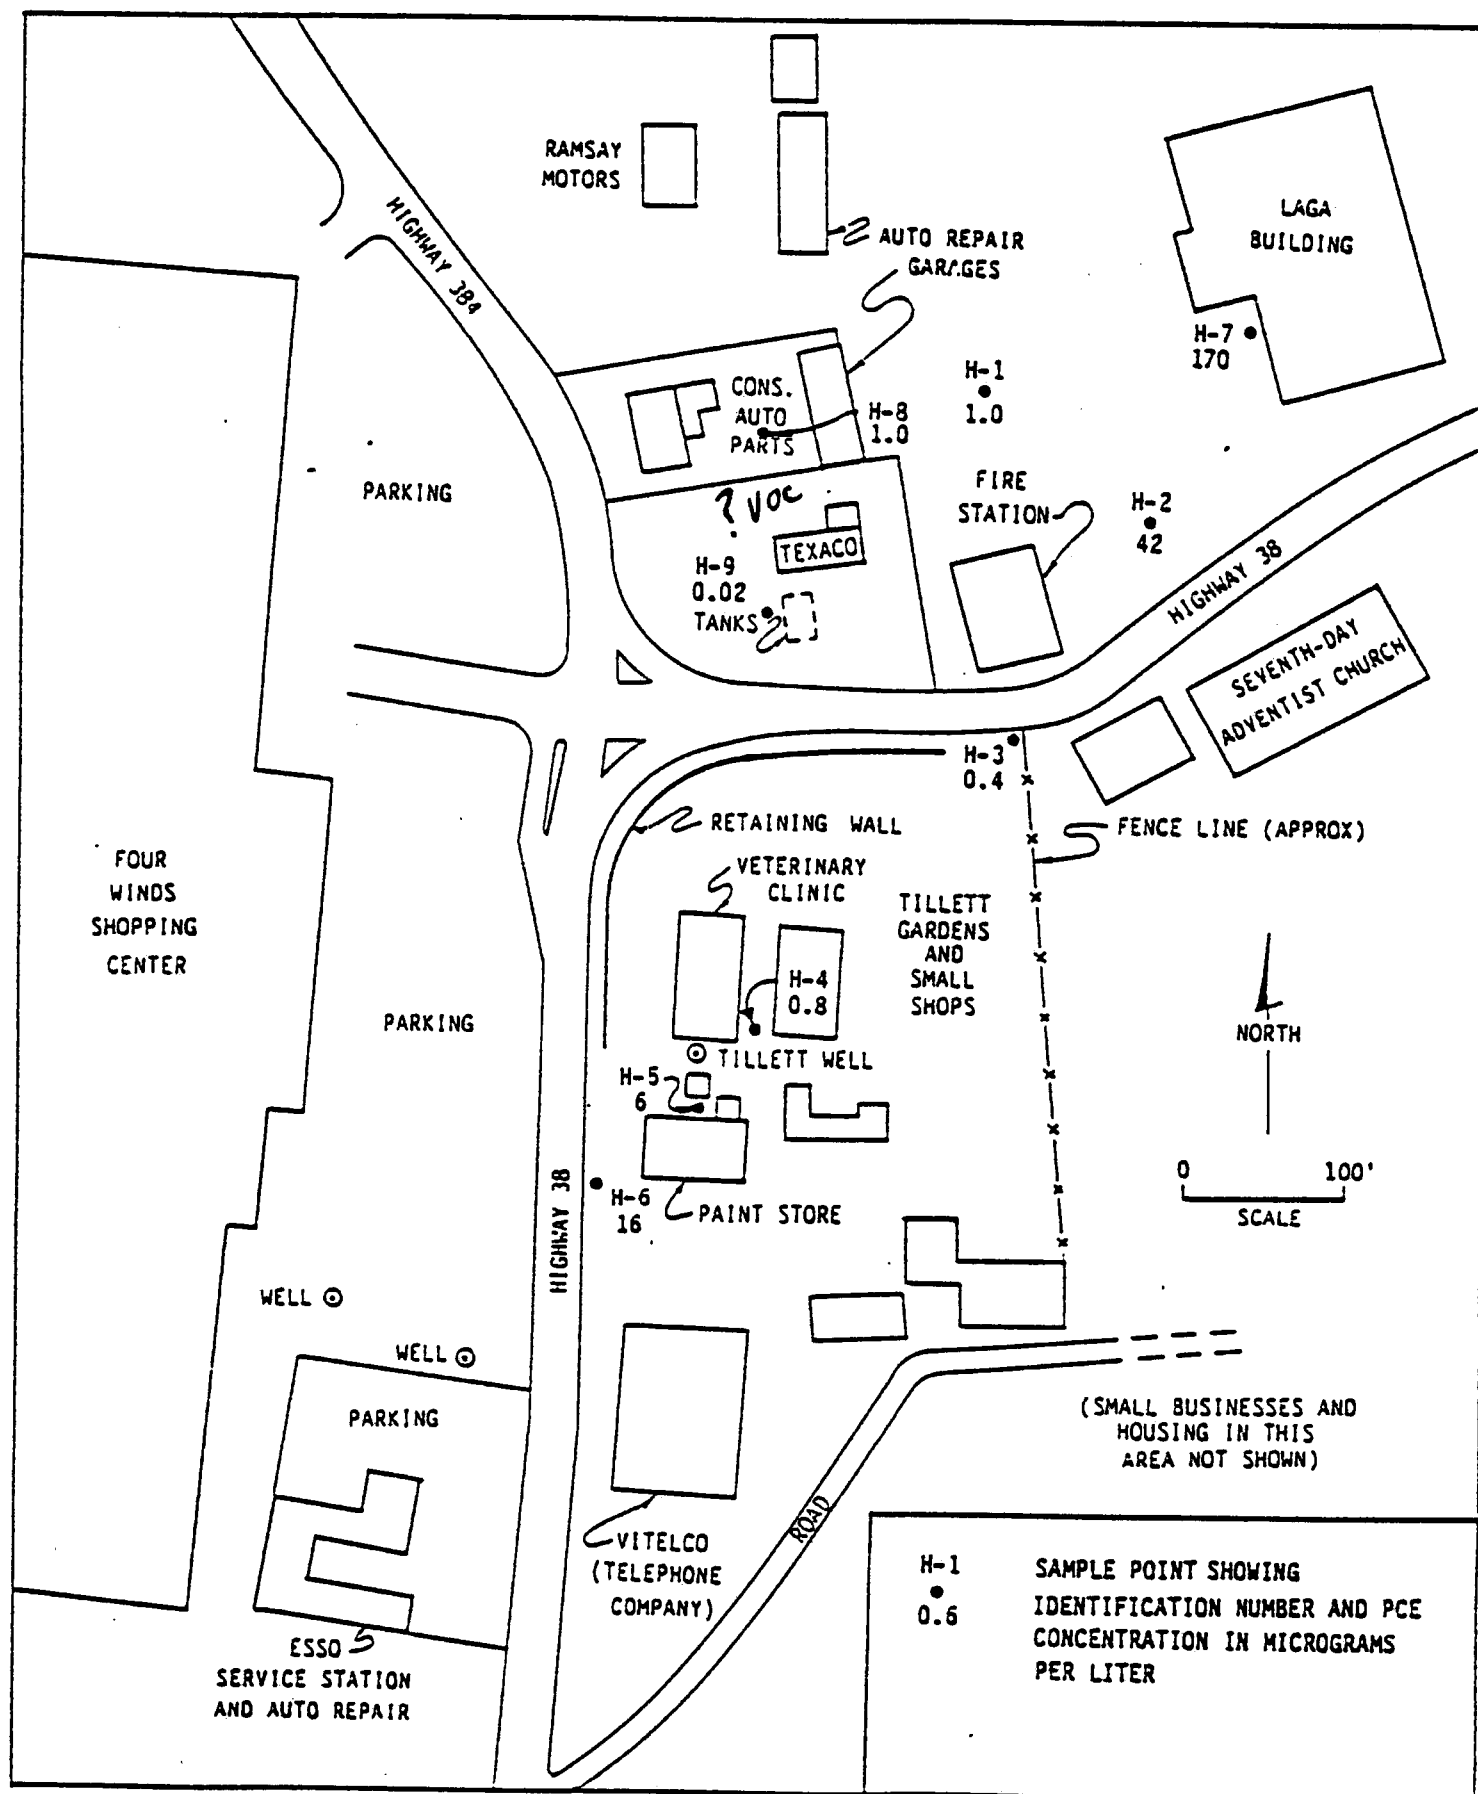 RAMSAY
MOTORS
HIGHWAY 384
AUTO REPAIR
GARAGES
LAGA
BUILDING
H-7
170
H-1
1.0
CONS.
AUTO
PARTS
H-8
1.0
PARKING
? VOC
TEXACO
H-9
0.02
TANKS
FIRE
STATION
H-2
42
HIGHWAY 38
SEVENTH-DAY
ADVENTIST CHURCH
H-3
0.4
RETAINING WALL
FENCE LINE (APPROX)
FOUR
WINDS
SHOPPING
CENTER
VETERINARY
CLINIC
TILLETT
GARDENS
AND
SMALL
SHOPS
H-4
0.8
PARKING
NORTH
TILLETT WELL
H-5
6
HIGHWAY 38
H-6
16
PAINT STORE
0 100'
SCALE
WELL
WELL
PARKING
(SMALL BUSINESSES AND
HOUSING IN THIS
AREA NOT SHOWN)
ROAD
VITELCO
(TELEPHONE
COMPANY)
ESSO
SERVICE STATION
AND AUTO REPAIR
H-1
0.6
SAMPLE POINT SHOWING
IDENTIFICATION NUMBER AND PCE
CONCENTRATION IN MICROGRAMS
PER LITER